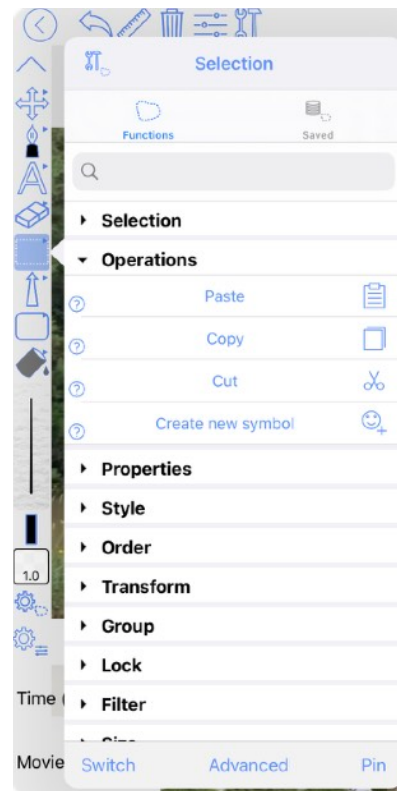 Selection
Functions Saved
Selection
Operations
? Paste
? Copy
? Cut
? Create new symbol
Properties
Style
Order
Transform
1.0
Group
Lock
Time (
Filter
Movie
Switch Advanced Pin